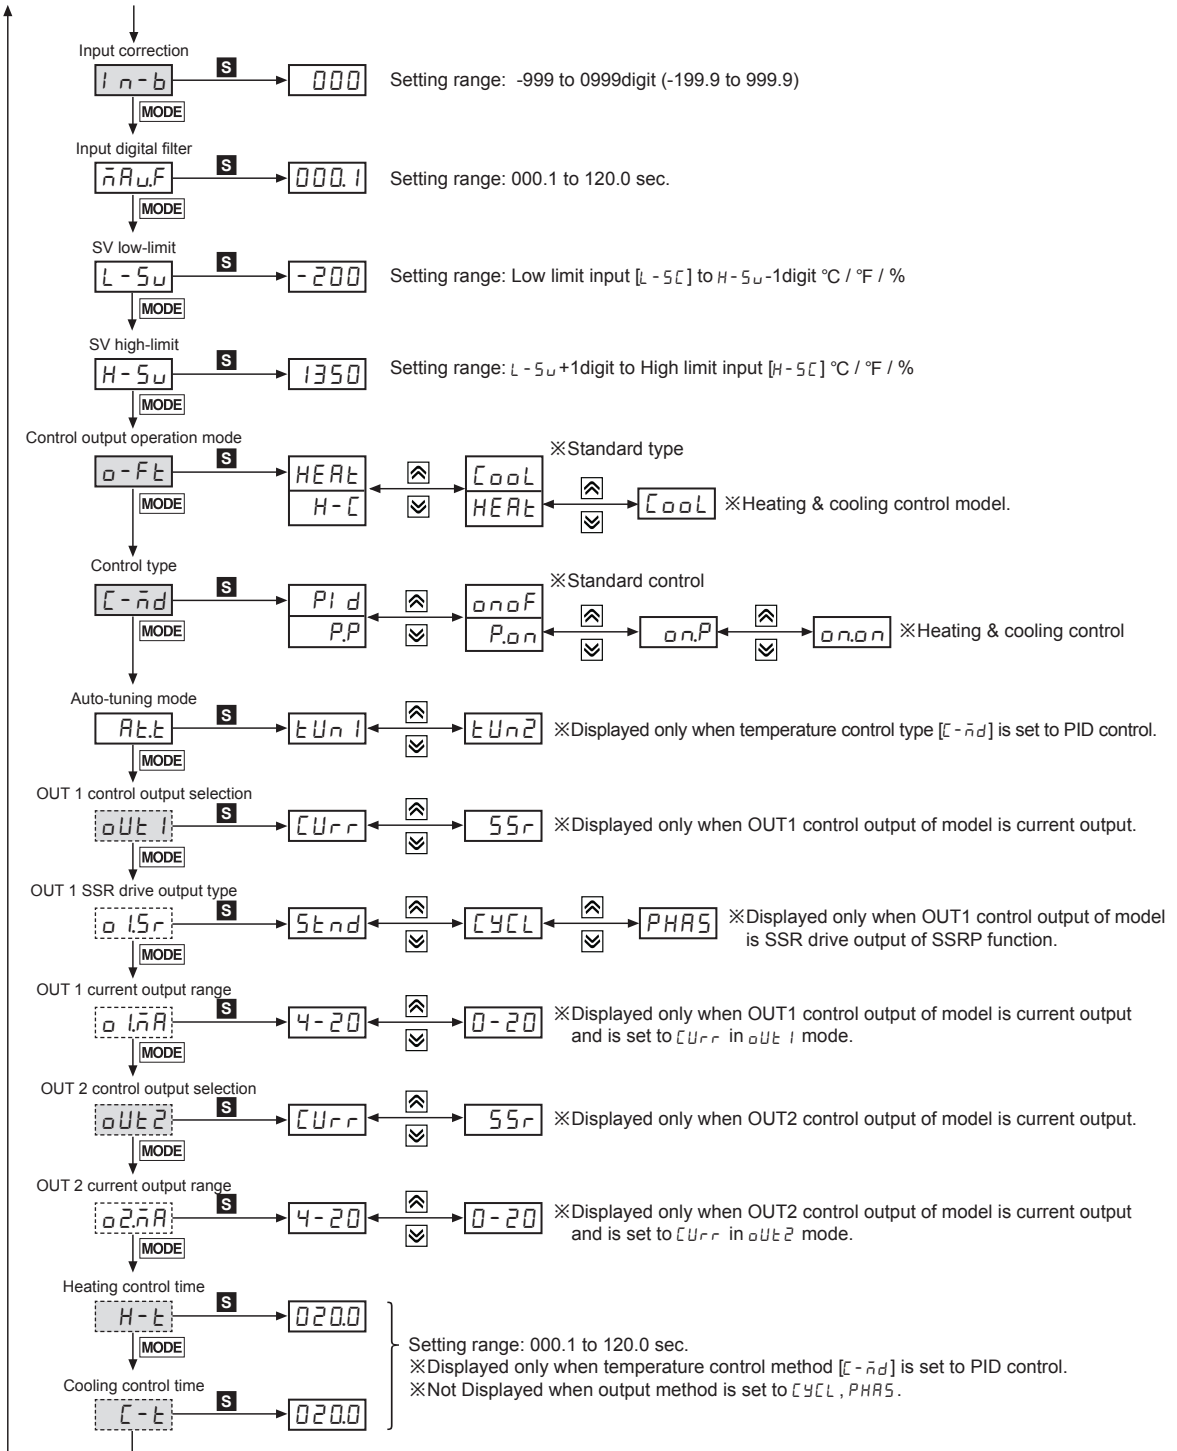 Input correction
In-b S 000 Setting range: -999 to 0999digit (-199.9 to 999.9)
MODE
Input digital filter
ñAu.F S 000.1 Setting range: 000.1 to 120.0 sec.
MODE
SV low-limit
L-Su S -200 Setting range: Low limit input [L-SC] to H-Su-1digit °C / °F / %
MODE
SV high-limit
H-Su S 1350 Setting range: L-Su+1digit to High limit input [H-SC] °C / °F / %
MODE
Control output operation mode
※Standard type
o-Ft S HEAt CooL
H-C HEAt CooL ※Heating & cooling control model.
MODE
Control type
※Standard control
C-ñd S PId onoF
P.P P.on on.P on.on ※Heating & cooling control
MODE
Auto-tuning mode
At.t S tUn1 tUn2 ※Displayed only when temperature control type [C-ñd] is set to PID control.
MODE
OUT 1 control output selection
oUt1 S CUrr SSr ※Displayed only when OUT1 control output of model is current output.
MODE
OUT 1 SSR drive output type
o1.Sr S Stnd CYCL PHAS ※Displayed only when OUT1 control output of model
is SSR drive output of SSRP function.
MODE
OUT 1 current output range
o1.ñA S 4-20 0-20 ※Displayed only when OUT1 control output of model is current output
and is set to CUrr in oUt1 mode.
MODE
OUT 2 control output selection
oUt2 S CUrr SSr ※Displayed only when OUT2 control output of model is current output.
MODE
OUT 2 current output range
o2.ñA S 4-20 0-20 ※Displayed only when OUT2 control output of model is current output
and is set to CUrr in oUt2 mode.
MODE
Heating control time
H-t S 020.0
MODE
Setting range: 000.1 to 120.0 sec.
※Displayed only when temperature control method [C-ñd] is set to PID control.
※Not Displayed when output method is set to CYCL, PHAS.
Cooling control time
C-t S 020.0